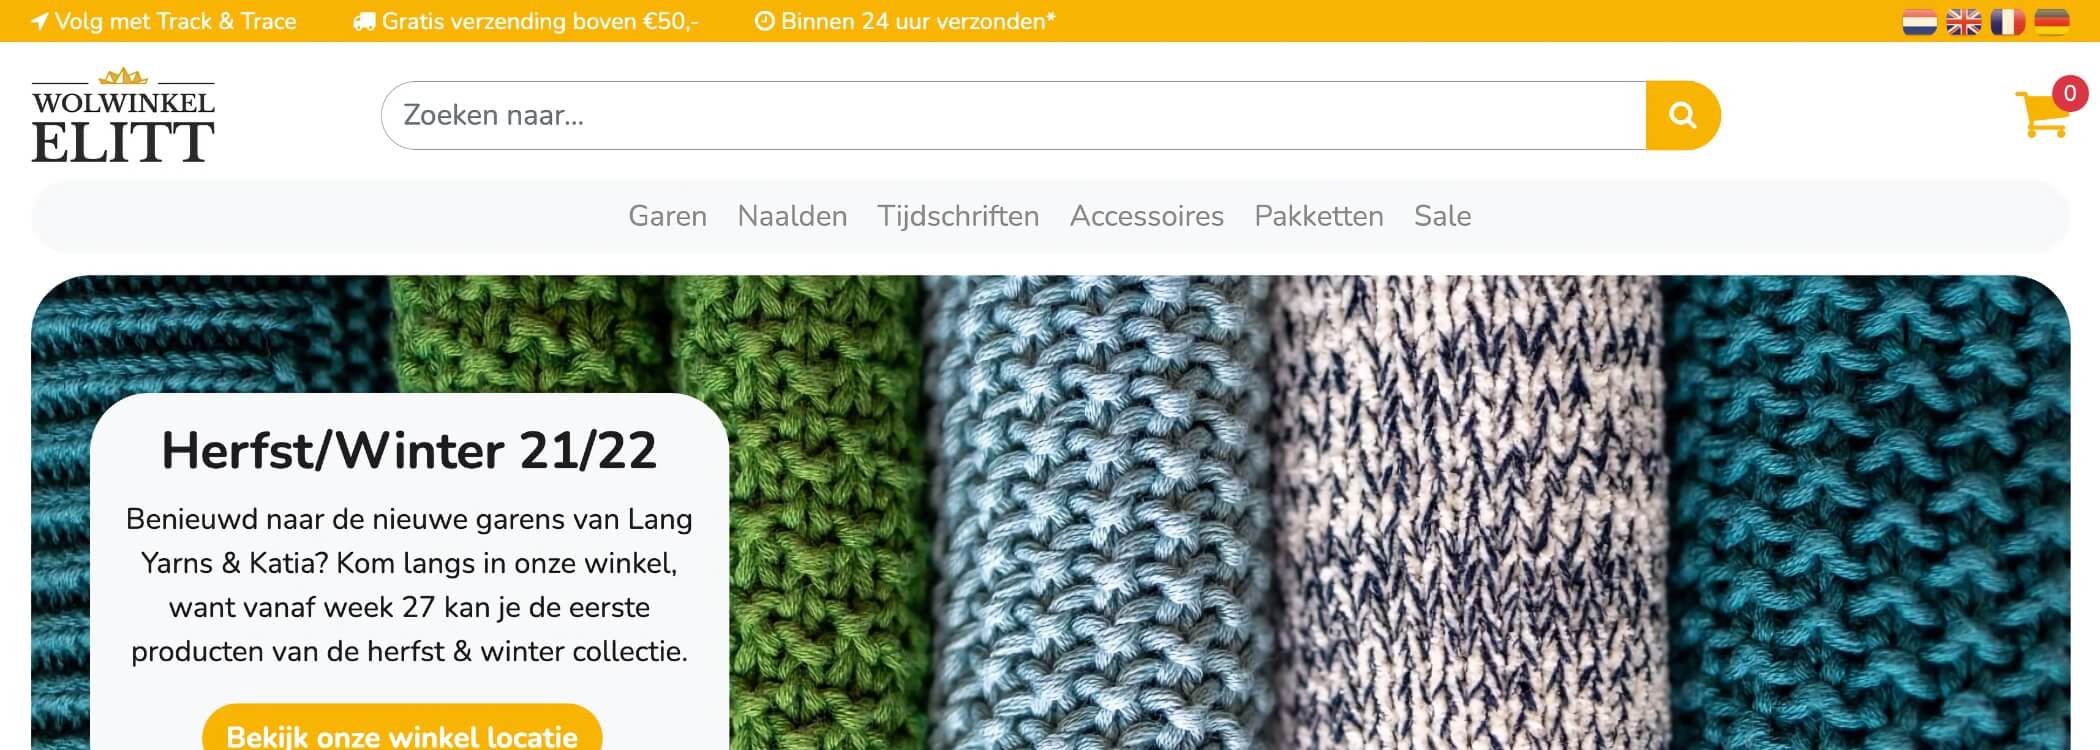 Volg met Track & Trace
Gratis verzending boven €50,-
Binnen 24 uur verzonden*
WOLWINKEL
ELITT
Zoeken naar...
0
Garen
Naalden
Tijdschriften
Accessoires
Pakketten
Sale
Herfst/Winter 21/22
Benieuwd naar de nieuwe garens van Lang
Yarns & Katia? Kom langs in onze winkel,
want vanaf week 27 kan je de eerste
producten van de herfst & winter collectie.
Bekijk onze winkel locatie